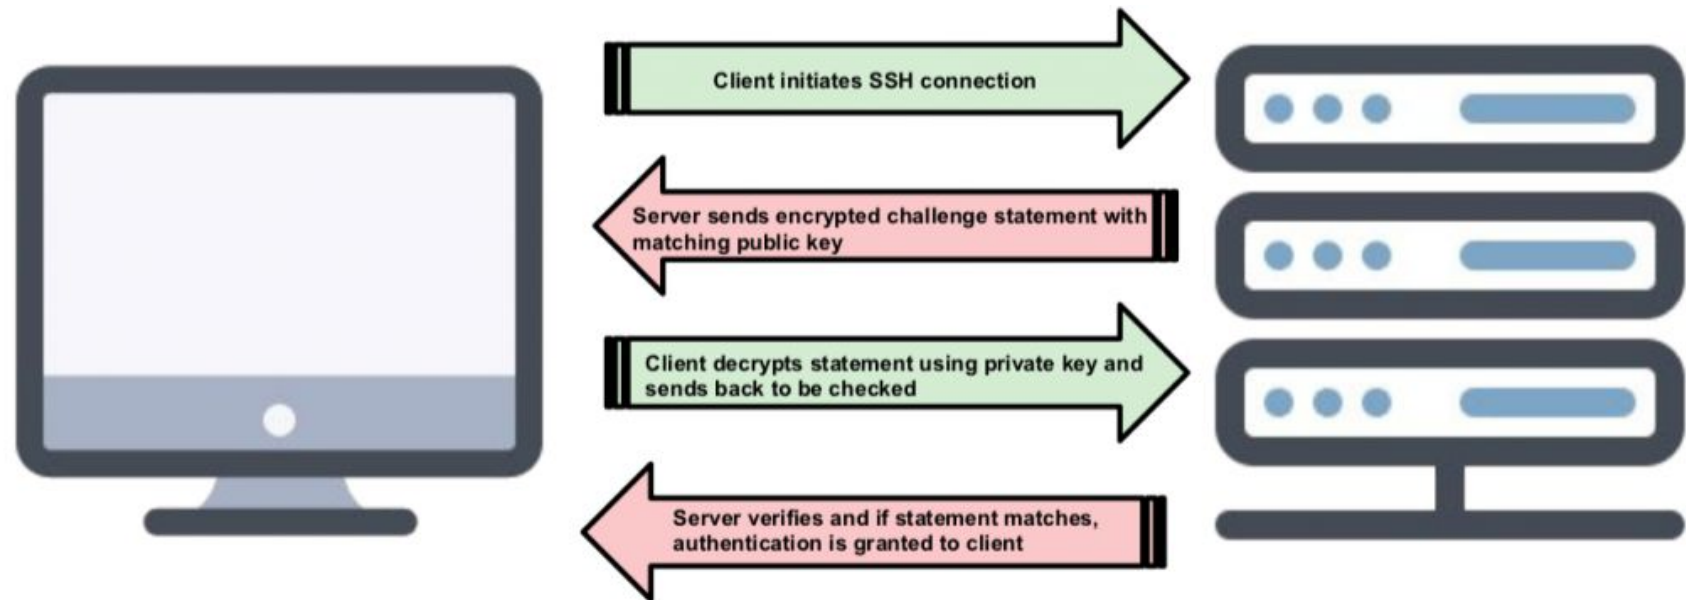 Client initiates SSH connection
Server sends encrypted challenge statement with
matching public key
Client decrypts statement using private key and
sends back to be checked
Server verifies and if statement matches,
authentication is granted to client